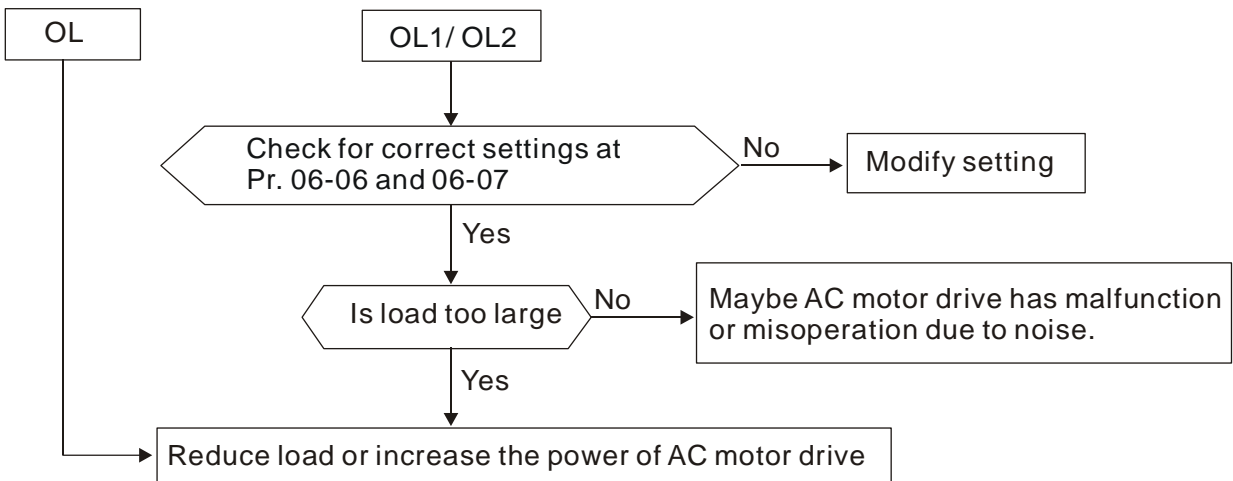 OL
OL1/ OL2
Check for correct settings at
Pr. 06-06 and 06-07
No
Modify setting
Yes
Is load too large
No
Maybe AC motor drive has malfunction
or misoperation due to noise.
Yes
Reduce load or increase the power of AC motor drive